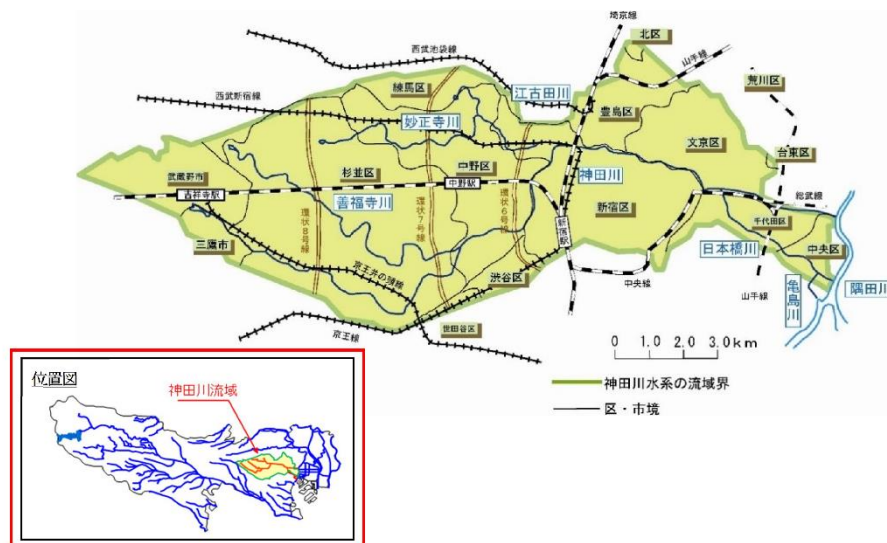 埼京線
北区
西武池袋線
山手線
荒川区
練馬区
江古田川
西武新宿線
豊島区
妙正寺川
文京区
台東区
中野区
武蔵野市
杉並区
神田川
総武線
吉祥寺駅
中野駅
善福寺川
環状8号線
環状7号線
環状6号線
新宿区
新宿駅
千代田区
三鷹市
日本橋川
中央区
京王井の頭線
渋谷区
中央線
山手線
亀島川
隅田川
京王線
世田谷区
0 1 2.0 3.0km
神田川水系の流域界
区・市境
位置図
神田川流域